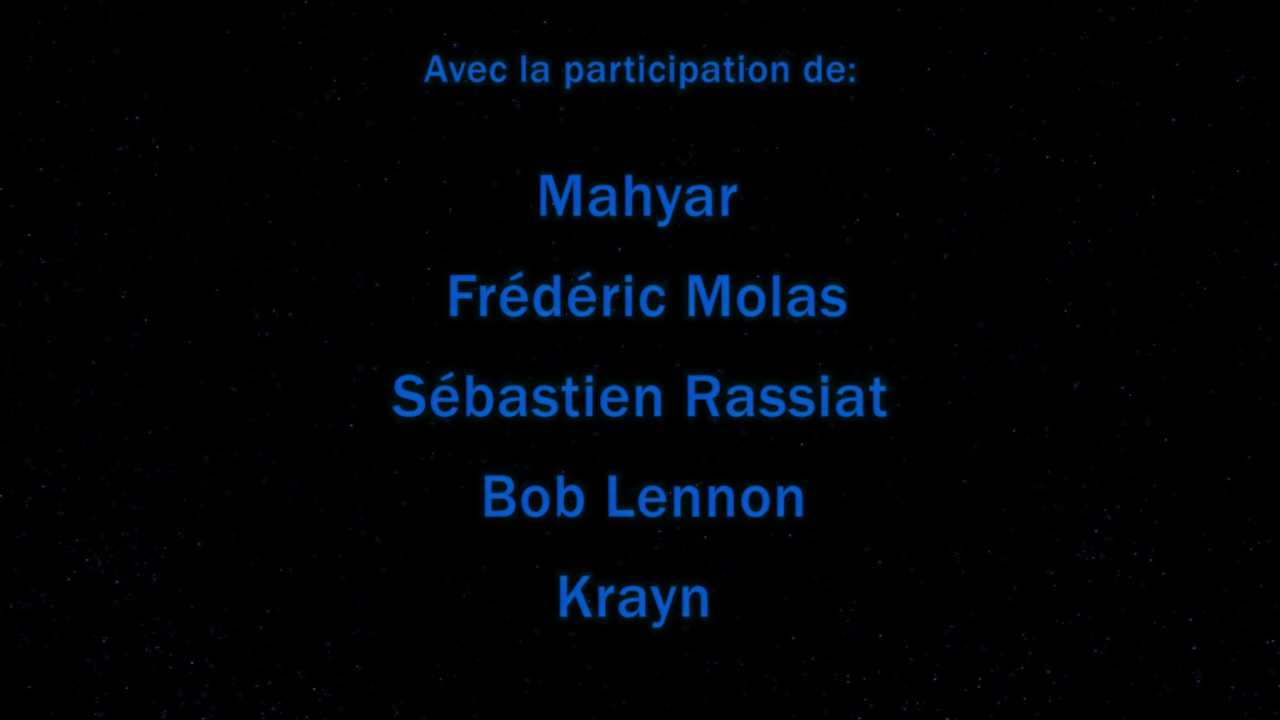 Avec la participation de:
Mahyar
Frédéric Molas
Sébastien Rassiat
Bob Lennon
Krayn